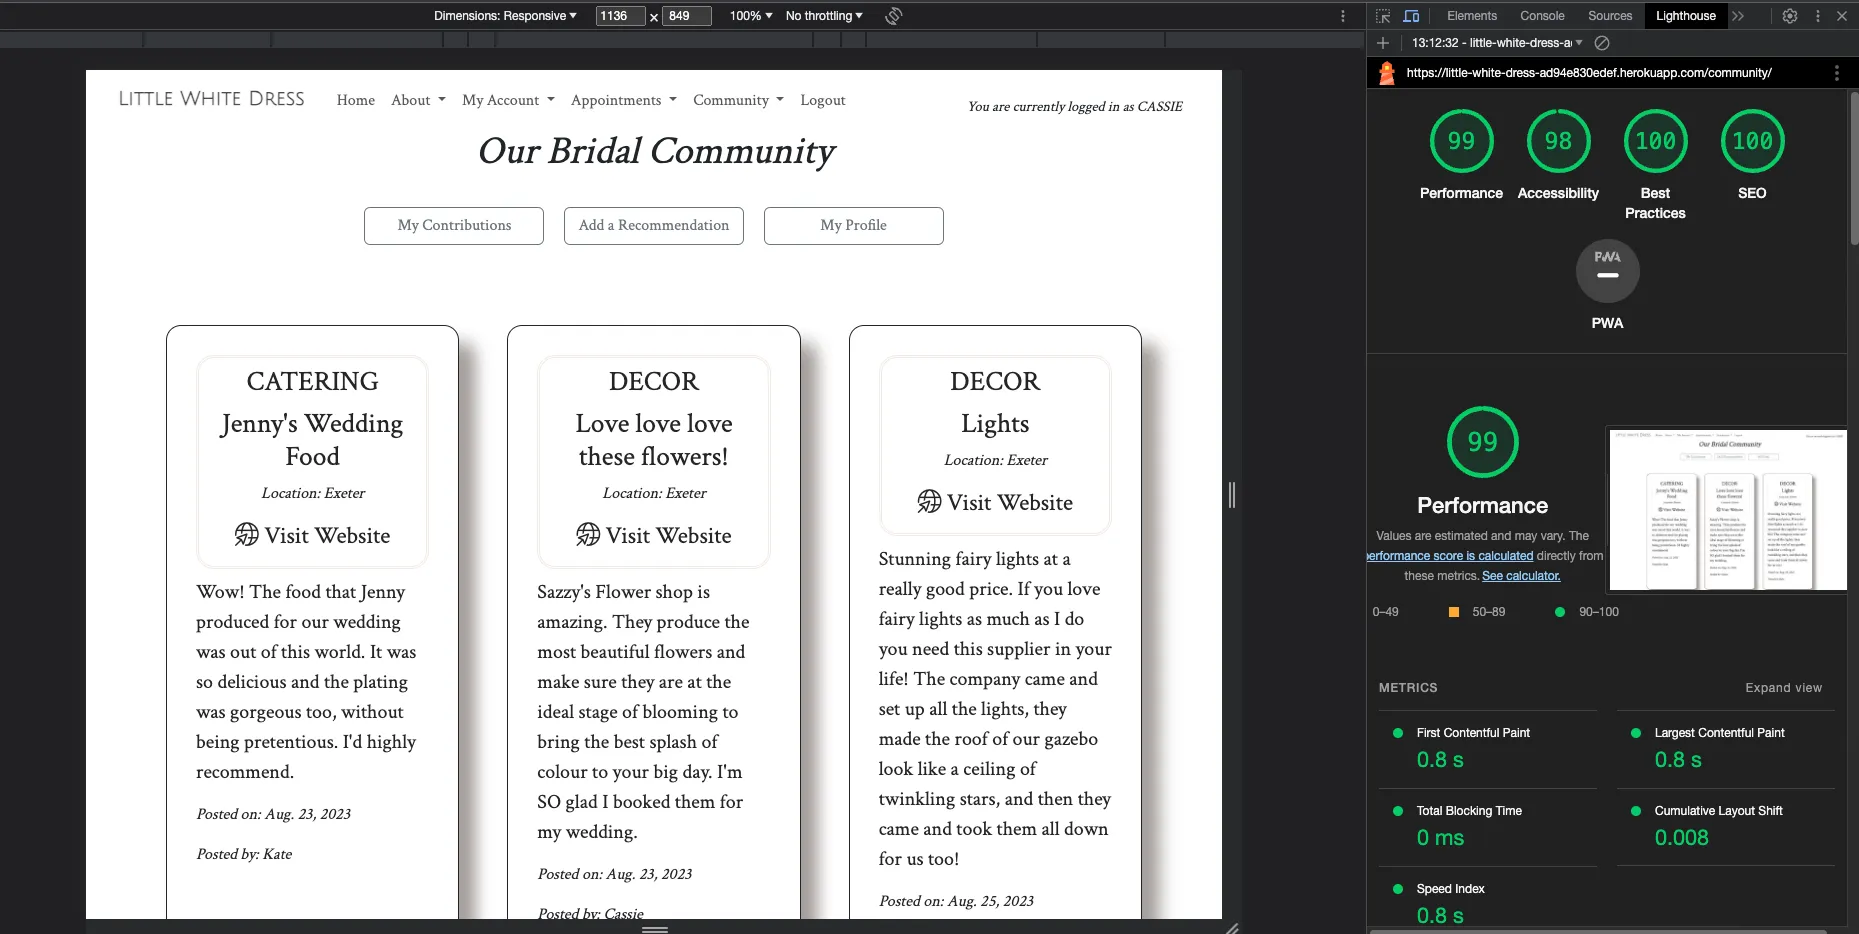 Dimensions: Responsive
1136 × 849
100%
No throttling
Elements Console Sources Lighthouse
13:12:32 - little-white-dress-a
https://little-white-dress-ad94e830edef.herokuapp.com/community/
LITTLE WHITE DRESS
Home About My Account Appointments Community Logout
You are currently logged in as CASSIE
Our Bridal Community
My Contributions
Add a Recommendation
My Profile
CATERING
Jenny's Wedding
Food
Location: Exeter
Visit Website
Wow! The food that Jenny
produced for our wedding
was out of this world. It was
so delicious and the plating
was gorgeous too, without
being pretentious. I'd highly
recommend.
Posted on: Aug. 23, 2023
Posted by: Kate
DECOR
Love love love
these flowers!
Location: Exeter
Visit Website
Sazzy's Flower shop is
amazing. They produce the
most beautiful flowers and
make sure they are at the
ideal stage of blooming to
bring the best splash of
colour to your big day. I'm
SO glad I booked them for
my wedding.
Posted on: Aug. 23, 2023
Posted by: Cassie
DECOR
Lights
Location: Exeter
Visit Website
Stunning fairy lights at a
really good price. If you love
fairy lights as much as I do
you need this supplier in your
life! The company came and
set up all the lights, they
made the roof of our gazebo
look like a ceiling of
twinkling stars, and then they
came and took them all down
for us too!
Posted on: Aug. 25, 2023
99
Performance
98
Accessibility
100
Best
Practices
100
SEO
PWA
PWA
99
Performance
Values are estimated and may vary. The
performance score is calculated directly from
these metrics. See calculator.
0–49
50–89
90–100
Our Bridal Community
METRICS
Expand view
First Contentful Paint
0.8 s
Largest Contentful Paint
0.8 s
Total Blocking Time
0 ms
Cumulative Layout Shift
0.008
Speed Index
0.8 s